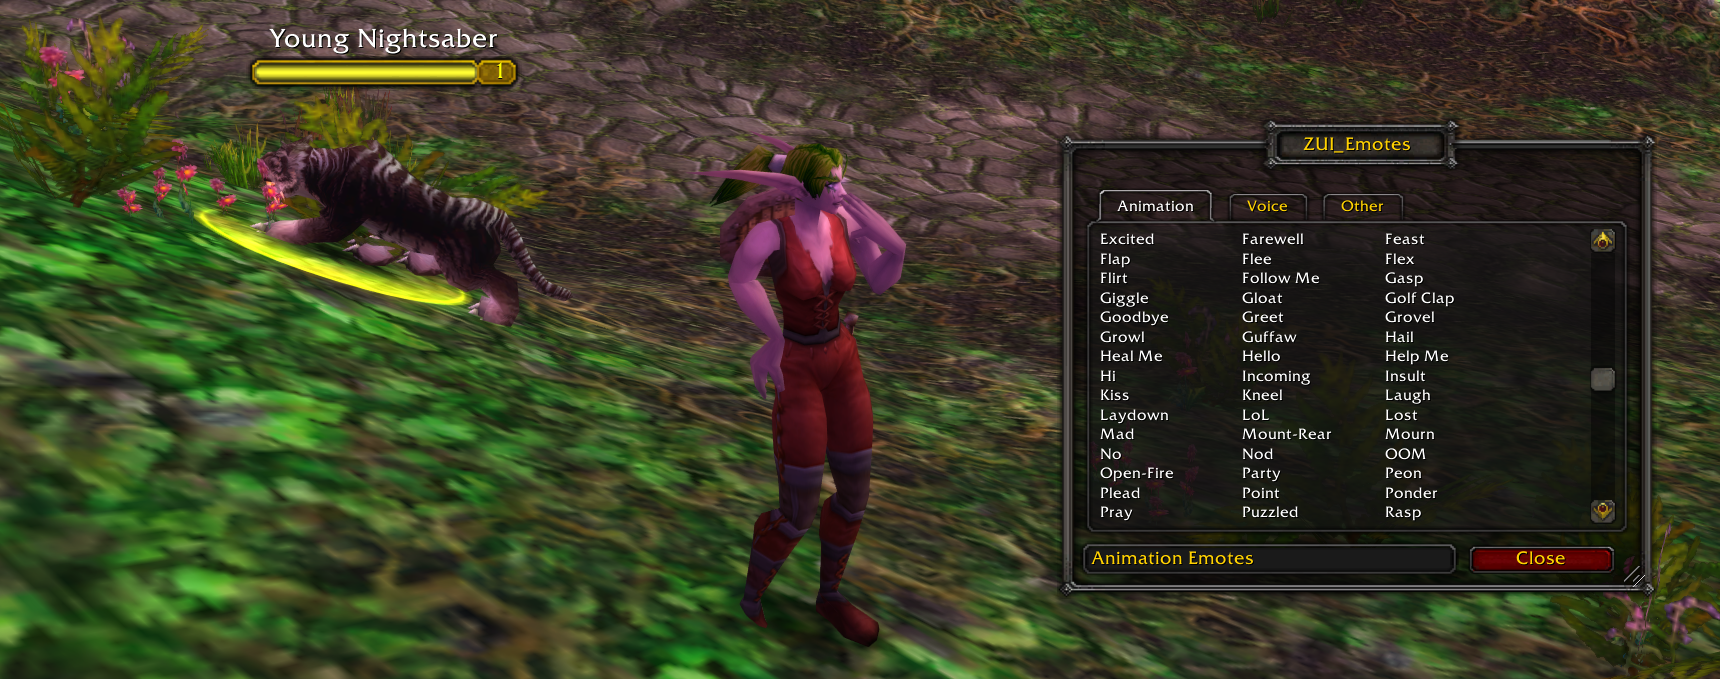 Young Nightsaber
1
ZUI_Emotes
Animation Voice Other
Excited Farewell Feast
Flap Flee Flex
Flirt Follow Me Gasp
Giggle Gloat Golf Clap
Goodbye Greet Grovel
Growl Guffaw Hail
Heal Me Hello Help Me
Hi Incoming Insult
Kiss Kneel Laugh
Laydown LoL Lost
Mad Mount-Rear Mourn
No Nod OOM
Open-Fire Party Peon
Plead Point Ponder
Pray Puzzled Rasp
Animation Emotes Close